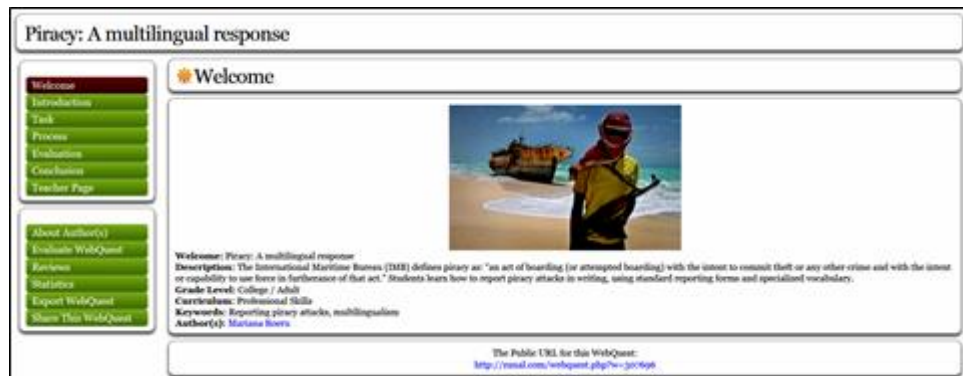 Piracy: A multilingual response
Welcome
Introduction
Task
Process
Evaluation
Conclusion
Teacher Page
About Author(s)
Evaluate WebQuest
Reviews
Statistics
Export WebQuest
Share This WebQuest
Welcome
Welcome: Piracy: A multilingual response
Description: The International Maritime Bureau (IMB) defines piracy as: "an act of boarding (or attempted boarding) with the intent to commit theft or any other crime and with the intent
or capability to use force in furtherance of that act." Students learn how to report piracy attacks in writing, using standard reporting forms and specialized vocabulary.
Grade Level: College / Adult
Curriculum: Professional Skills
Keywords: Reporting piracy attacks, multilingualism
Author(s): Mariana
The Public URL for this WebQuest: